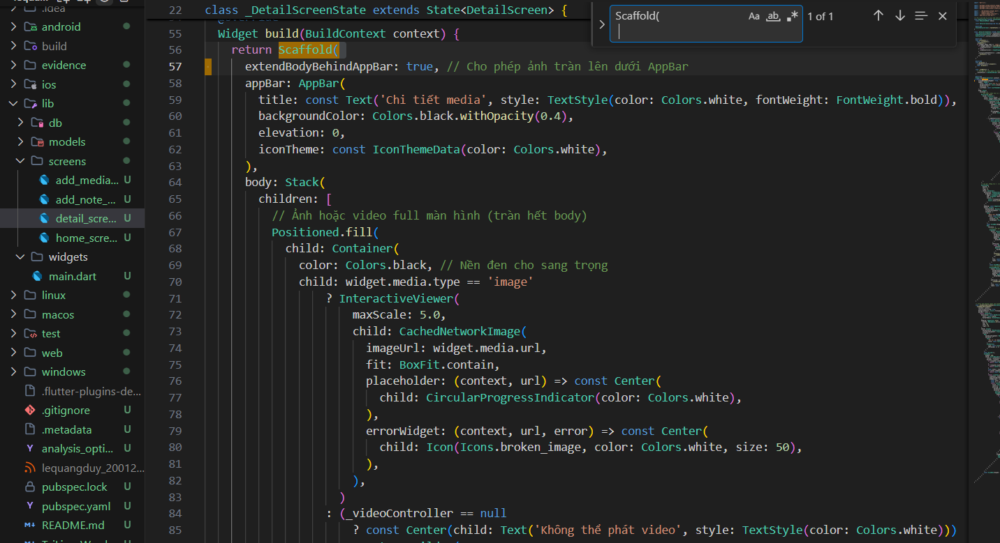 .idea
android
build
evidence
ios
lib
db
models
screens
add_media... U
add_note_... U
detail_scre... U
home_scre... U
widgets
main.dart U
linux
macos
test
web
windows
.flutter-plugins-de...
.gitignore U
.metadata U
analysis_opti... U
lequangduy_20012...
pubspec.lock U
pubspec.yaml U
README.md U
Scaffold(
Aa ab .* 1 of 1
22 class _DetailScreenState extends State<DetailScreen> {
55 Widget build(BuildContext context) {
56 return Scaffold(
57 extendBodyBehindAppBar: true, // Cho phép ảnh tràn lên dưới AppBar
58 appBar: AppBar(
59 title: const Text('Chi tiết media', style: TextStyle(color: Colors.white, fontWeight: FontWeight.bold)),
60 backgroundColor: Colors.black.withOpacity(0.4),
61 elevation: 0,
62 iconTheme: const IconThemeData(color: Colors.white),
63 ),
64 body: Stack(
65 children: [
66 // Ảnh hoặc video full màn hình (tràn hết body)
67 Positioned.fill(
68 child: Container(
69 color: Colors.black, // Nền đen cho sang trọng
70 child: widget.media.type == 'image'
71 ? InteractiveViewer(
72 maxScale: 5.0,
73 child: CachedNetworkImage(
74 imageUrl: widget.media.url,
75 fit: BoxFit.contain,
76 placeholder: (context, url) => const Center(
77 child: CircularProgressIndicator(color: Colors.white),
78 ),
79 errorWidget: (context, url, error) => const Center(
80 child: Icon(Icons.broken_image, color: Colors.white, size: 50),
81 ),
82 ),
83 )
84 : (_videoController == null
85 ? const Center(child: Text('Không thể phát video', style: TextStyle(color: Colors.white)))